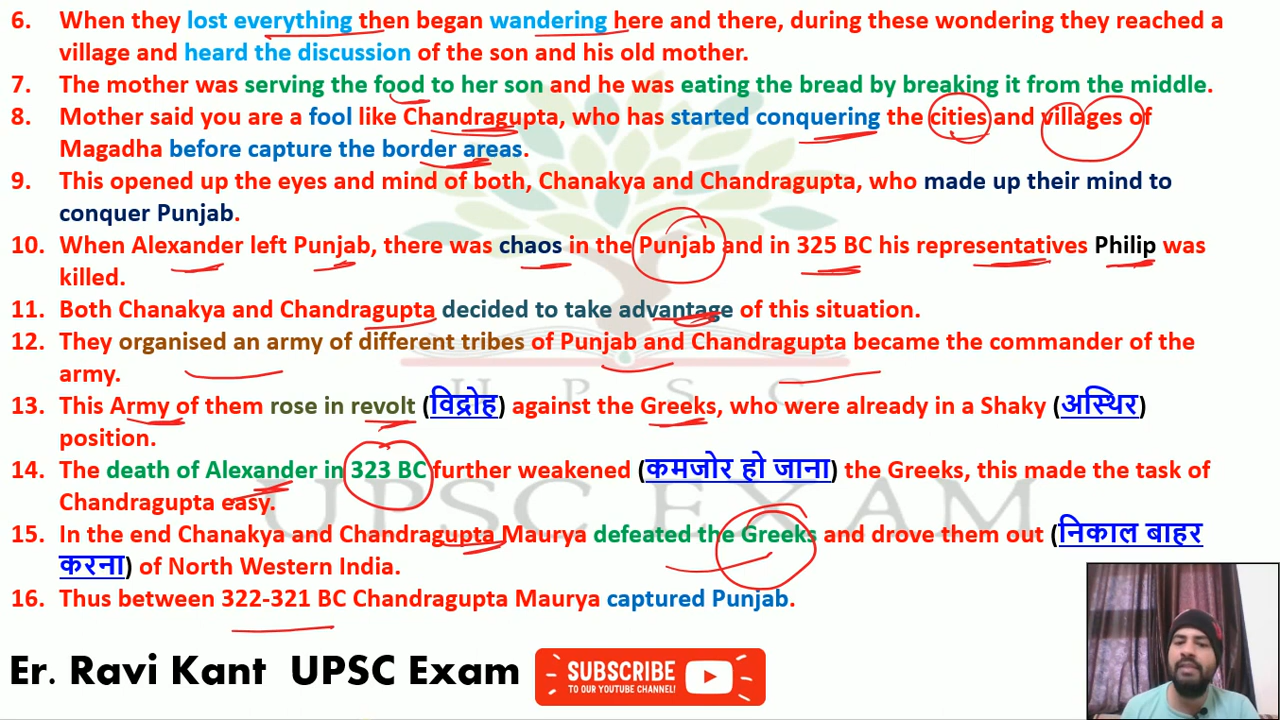 6. When they lost everything then began wandering here and there, during these wondering they reached a
village and heard the discussion of the son and his old mother.
7. The mother was serving the food to her son and he was eating the bread by breaking it from the middle.
8. Mother said you are a fool like Chandragupta, who has started conquering the cities and villages of
Magadha before capture the border areas.
9. This opened up the eyes and mind of both, Chanakya and Chandragupta, who made up their mind to
conquer Punjab.
10. When Alexander left Punjab, there was chaos in the Punjab and in 325 BC his representatives Philip was
killed.
11. Both Chanakya and Chandragupta decided to take advantage of this situation.
12. They organised an army of different tribes of Punjab and Chandragupta became the commander of the
army.
13. This Army of them rose in revolt (विद्रोह) against the Greeks, who were already in a Shaky (अस्थिर)
position.
14. The death of Alexander in 323 BC further weakened (कमजोर हो जाना) the Greeks, this made the task of
Chandragupta easy.
15. In the end Chanakya and Chandragupta Maurya defeated the Greeks and drove them out (निकाल बाहर
करना) of North Western India.
16. Thus between 322-321 BC Chandragupta Maurya captured Punjab.
UPSC
UPSC EXAM
Er. Ravi Kant UPSC Exam
SUBSCRIBE
TO OUR YOUTUBE CHANNEL!